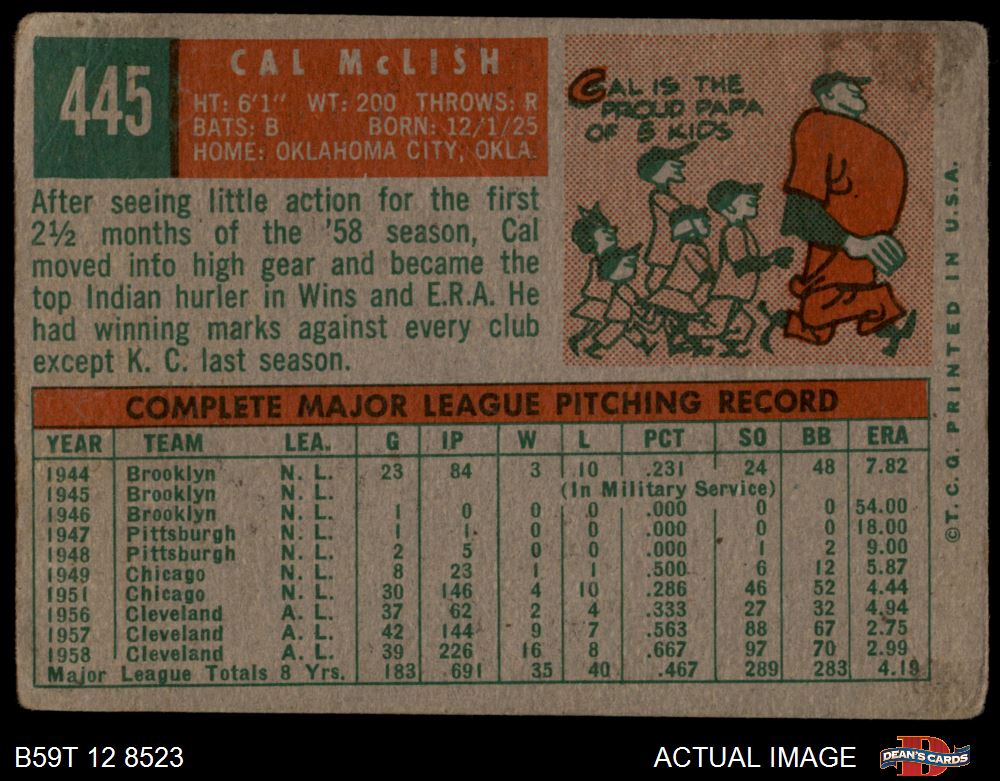 445
CAL McLISH
HT: 6'1" WT: 200 THROWS: R
BATS: B BORN: 12/1/25
HOME: OKLAHOMA CITY, OKLA.
After seeing little action for the first
2½ months of the '58 season, Cal
moved into high gear and became the
top Indian hurler in Wins and E.R.A. He
had winning marks against every club
except K. C. last season.
CAL IS THE
PROUD PAPA
OF 5 KIDS
COMPLETE MAJOR LEAGUE PITCHING RECORD
YEAR TEAM LEA. G IP W L PCT SO BB ERA
1944 Brooklyn N. L. 23 84 3 10 .231 24 48 7.82
1945 Brooklyn N. L. (In Military Service)
1946 Brooklyn N. L. 1 0 0 0 .000 0 0 54.00
1947 Pittsburgh N. L. 1 1 0 0 .000 0 0 18.00
1948 Pittsburgh N. L. 2 5 0 0 .000 1 2 9.00
1949 Chicago N. L. 8 23 1 1 .500 6 12 5.87
1951 Chicago N. L. 30 146 4 10 .286 46 52 4.44
1956 Cleveland A. L. 37 62 2 4 .333 27 32 4.94
1957 Cleveland A. L. 42 144 9 7 .563 88 67 2.75
1958 Cleveland A. L. 39 226 16 8 .667 97 70 2.99
Major League Totals 8 Yrs. 183 691 35 40 .467 289 283 4.19
©T. C. G. PRINTED IN U.S.A.
B59T 12 8523
ACTUAL IMAGE
DEAN'S CARDS